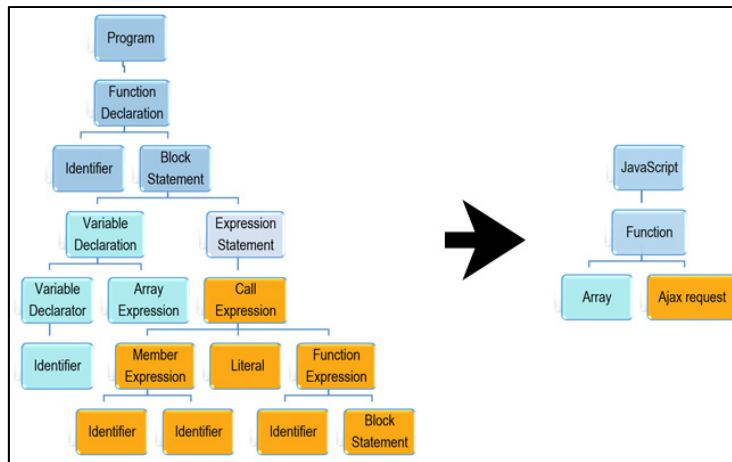 Program
Function
Declaration
Identifier
Block
Statement
Variable
Declaration
Expression
Statement
Variable
Declarator
Array
Expression
Call
Expression
Identifier
Member
Expression
Literal
Function
Expression
Identifier
Identifier
Identifier
Block
Statement
JavaScript
Function
Array
Ajax request